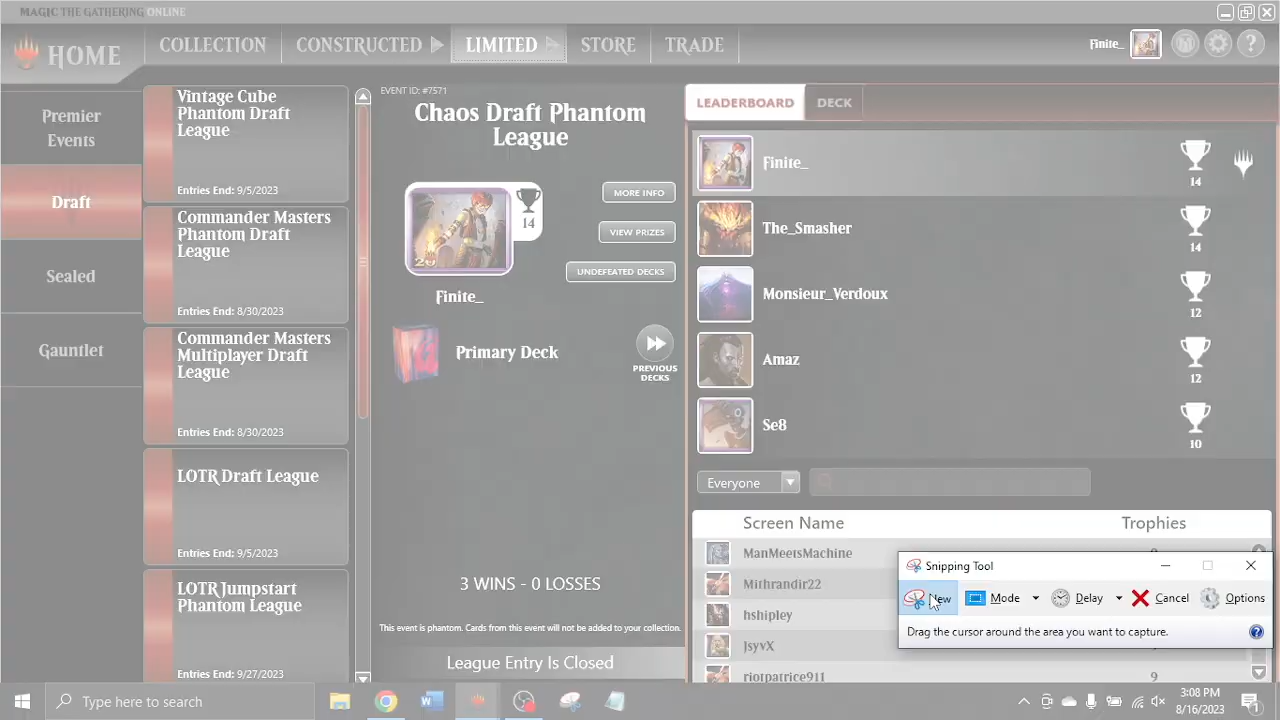 MAGIC THE GATHERING ONLINE
HOME
COLLECTION
CONSTRUCTED
LIMITED
STORE
TRADE
Finite_
?
Premier
Events
Draft
Sealed
Gauntlet
Vintage Cube
Phantom Draft
League
Entries End: 9/5/2023
Commander Masters
Phantom Draft
League
Entries End: 8/30/2023
Commander Masters
Multiplayer Draft
League
Entries End: 8/30/2023
LOTR Draft League
Entries End: 9/5/2023
LOTR Jumpstart
Phantom League
Entries End: 9/27/2023
EVENT ID: #7571
Chaos Draft Phantom
League
14
MORE INFO
VIEW PRIZES
UNDEFEATED DECKS
Finite_
Primary Deck
PREVIOUS
DECKS
3 WINS - 0 LOSSES
This event is phantom. Cards from this event will not be added to your collection.
League Entry Is Closed
LEADERBOARD
DECK
Finite_
14
The_Smasher
14
Monsieur_Verdoux
12
Amaz
12
Se8
10
Everyone
Screen Name
Trophies
ManMeetsMachine
Mithrandir22
hshipley
JsyvX
riotpatrice911
9
Snipping Tool
New
Mode
Delay
Cancel
Options
Drag the cursor around the area you want to capture.
?
Type here to search
3:08 PM
8/16/2023
1